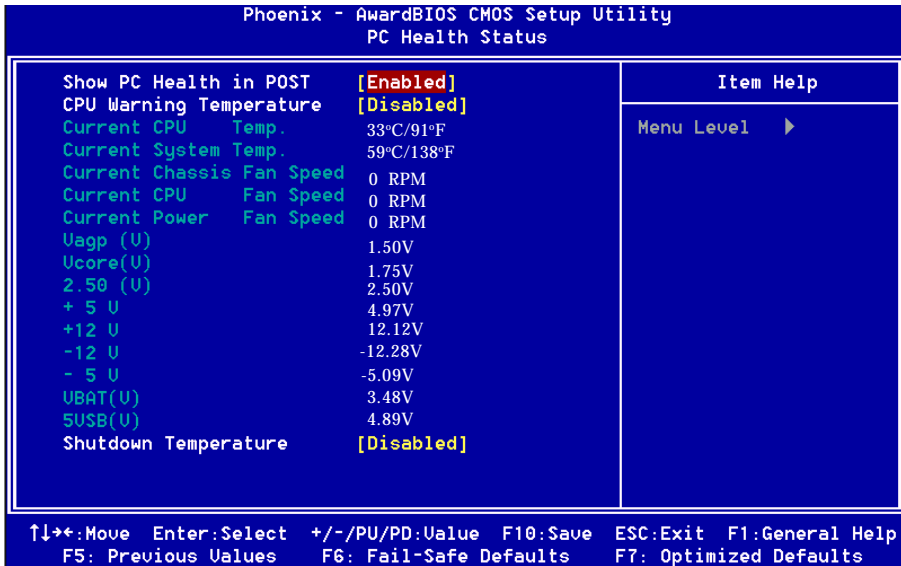 Phoenix - AwardBIOS CMOS Setup Utility
PC Health Status
Show PC Health in POST [Enabled]
CPU Warning Temperature [Disabled]
Current CPU Temp. 33°C/91°F
Current System Temp. 59°C/138°F
Current Chassis Fan Speed 0 RPM
Current CPU Fan Speed 0 RPM
Current Power Fan Speed 0 RPM
Vagp (V) 1.50V
Vcore(V) 1.75V
2.50 (V) 2.50V
+ 5 V 4.97V
+12 V 12.12V
-12 V -12.28V
- 5 V -5.09V
VBAT(V) 3.48V
5VSB(V) 4.89V
Shutdown Temperature [Disabled]
Item Help
Menu Level ▶
↑↓→←:Move Enter:Select +/-/PU/PD:Value F10:Save ESC:Exit F1:General Help
F5: Previous Values F6: Fail-Safe Defaults F7: Optimized Defaults